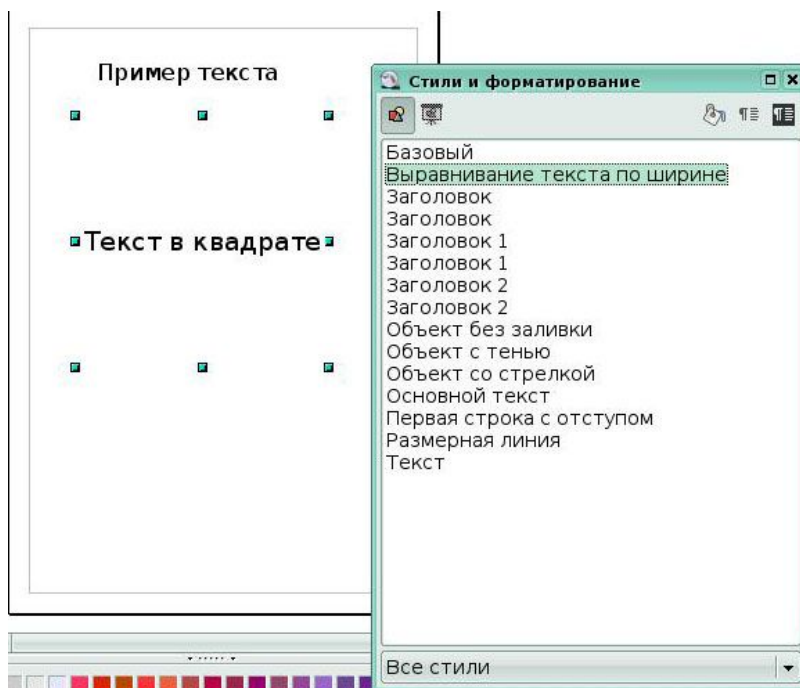 Пример текста
Текст в квадрате
Стили и форматирование
Базовый
Выравнивание текста по ширине
Заголовок
Заголовок
Заголовок 1
Заголовок 1
Заголовок 2
Заголовок 2
Объект без заливки
Объект с тенью
Объект со стрелкой
Основной текст
Первая строка с отступом
Размерная линия
Текст
Все стили